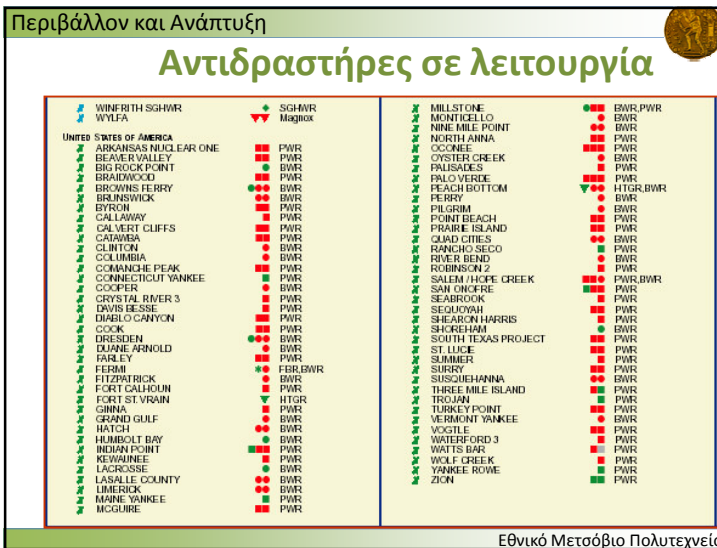 Περιβάλλον και Ανάπτυξη
Αντιδραστήρες σε λειτουργία
WINFRITH SGHWR SGHWR
WYLFA Magnox
UNITED STATES OF AMERICA
ARKANSAS NUCLEAR ONE PWR
BEAVER VALLEY PWR
BIG ROCK POINT BWR
BRAIDWOOD PWR
BROWNS FERRY BWR
BRUNSWICK BWR
BYRON PWR
CALLAWAY PWR
CALVERT CLIFFS PWR
CATAWBA PWR
CLINTON BWR
COLUMBIA BWR
COMANCHE PEAK PWR
CONNECTICUT YANKEE PWR
COOPER BWR
CRYSTAL RIVER 3 PWR
DAVIS BESSE PWR
DIABLO CANYON PWR
COOK PWR
DRESDEN BWR
DUANE ARNOLD BWR
FARLEY PWR
FERMI FBR,BWR
FITZPATRICK BWR
FORT CALHOUN PWR
FORT ST. VRAIN HTGR
GINNA PWR
GRAND GULF BWR
HATCH BWR
HUMBOLT BAY BWR
INDIAN POINT PWR
KEWAUNEE PWR
LACROSSE BWR
LASALLE COUNTY BWR
LIMERICK BWR
MAINE YANKEE PWR
MCGUIRE PWR
MILLSTONE BWR,PWR
MONTICELLO BWR
NINE MILE POINT BWR
NORTH ANNA PWR
OCONEE PWR
OYSTER CREEK BWR
PALISADES PWR
PALO VERDE PWR
PEACH BOTTOM HTGR,BWR
PERRY BWR
PILGRIM BWR
POINT BEACH PWR
PRAIRIE ISLAND PWR
QUAD CITIES BWR
RANCHO SECO PWR
RIVER BEND BWR
ROBINSON 2 PWR
SALEM / HOPE CREEK PWR,BWR
SAN ONOFRE PWR
SEABROOK PWR
SEQUOYAH PWR
SHEARON HARRIS PWR
SHOREHAM BWR
SOUTH TEXAS PROJECT PWR
ST. LUCIE PWR
SUMMER PWR
SURRY PWR
SUSQUEHANNA BWR
THREE MILE ISLAND PWR
TROJAN PWR
TURKEY POINT PWR
VERMONT YANKEE BWR
VOGTLE PWR
WATERFORD 3 PWR
WATTS BAR PWR
WOLF CREEK PWR
YANKEE ROWE PWR
ZION PWR
Εθνικό Μετσόβιο Πολυτεχνείο